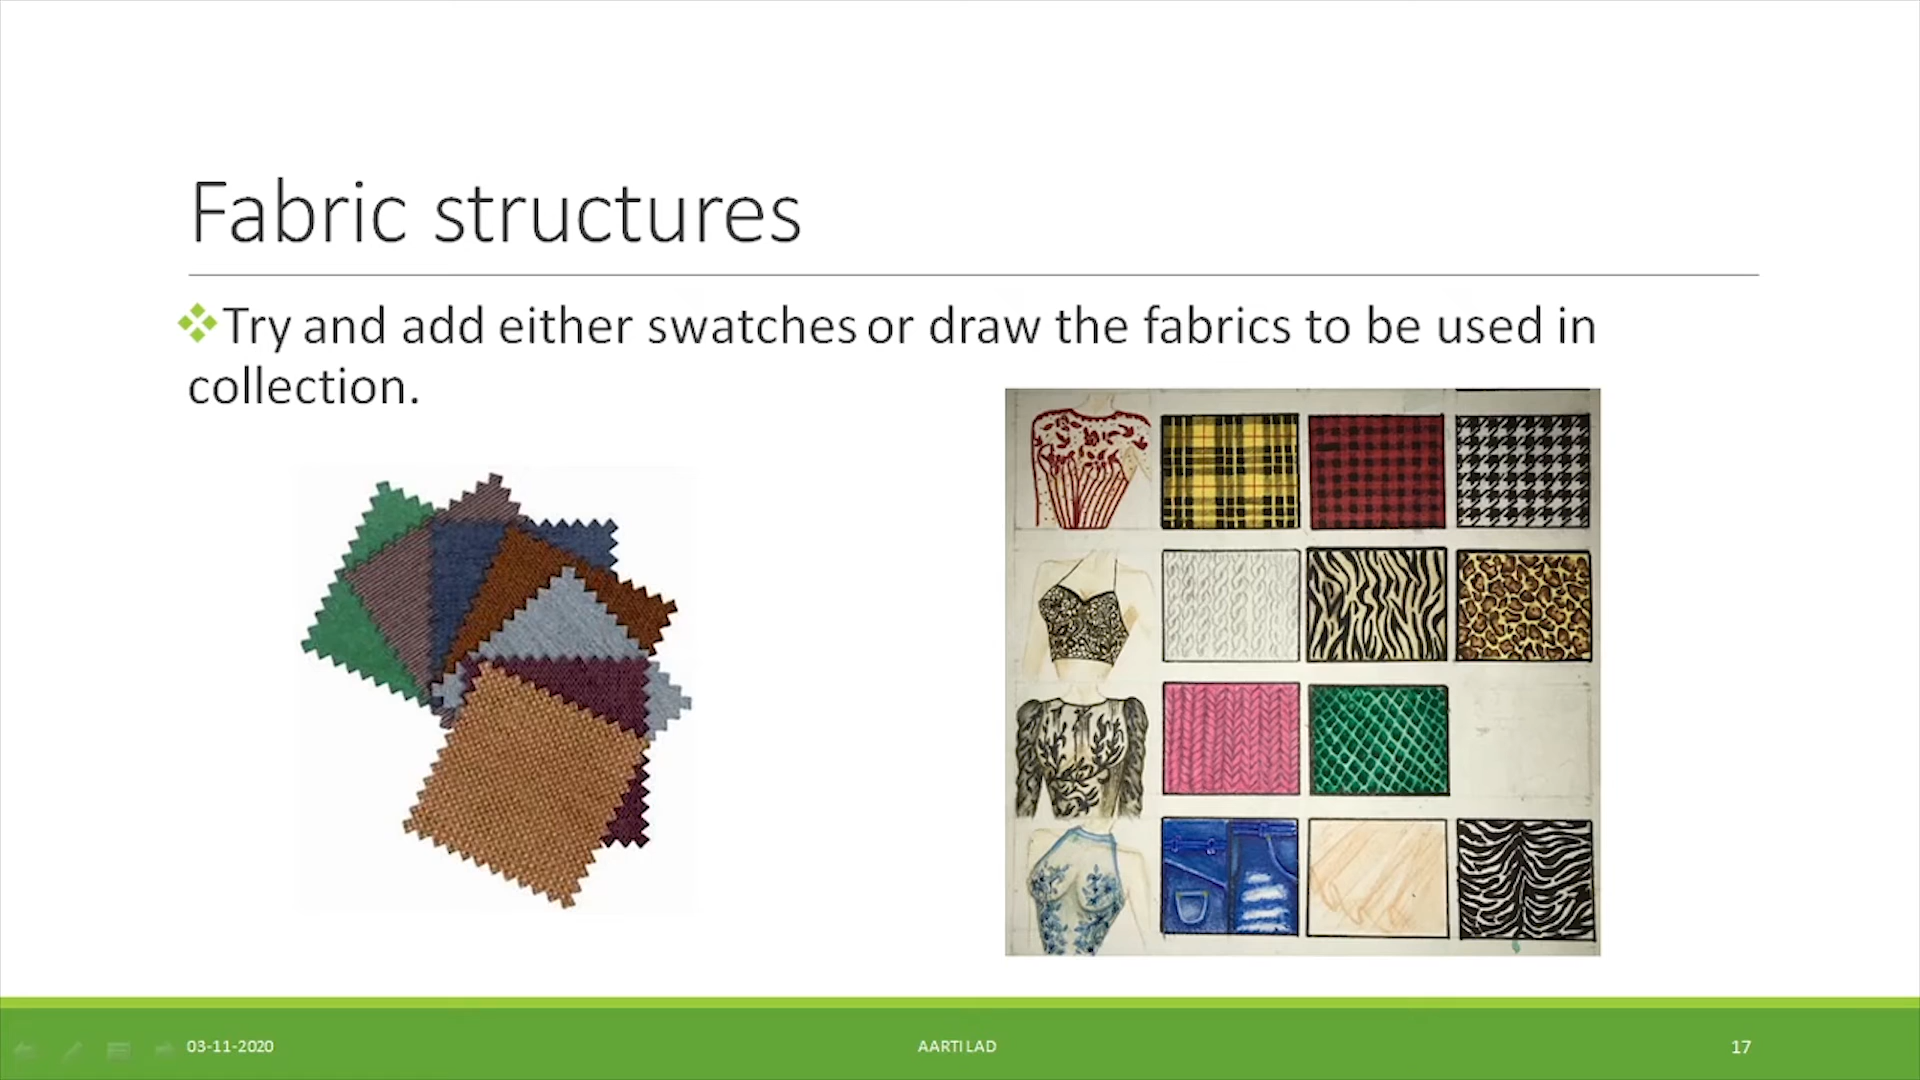 Fabric structures
Try and add either swatches or draw the fabrics to be used in
collection.
03-11-2020
AARTI LAD
17